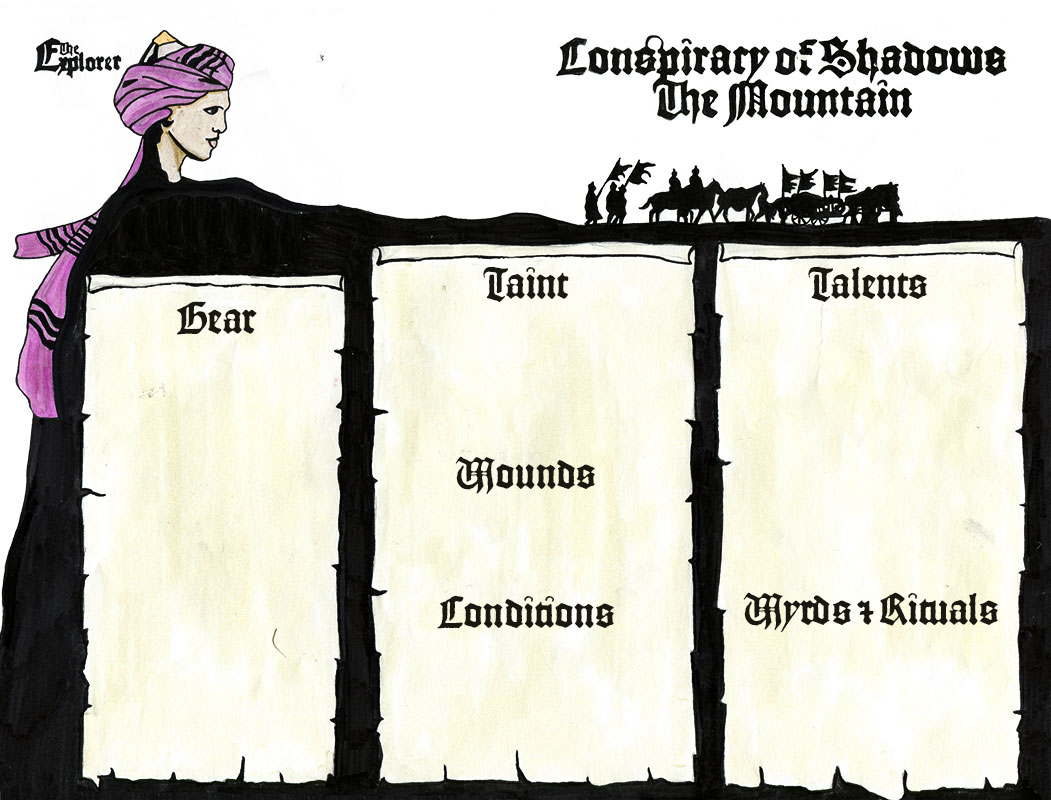 The
Explorer
Conspiracy of Shadows
The Mountain
Gear
Taint
Wounds
Conditions
Talents
Wyrds & Rituals